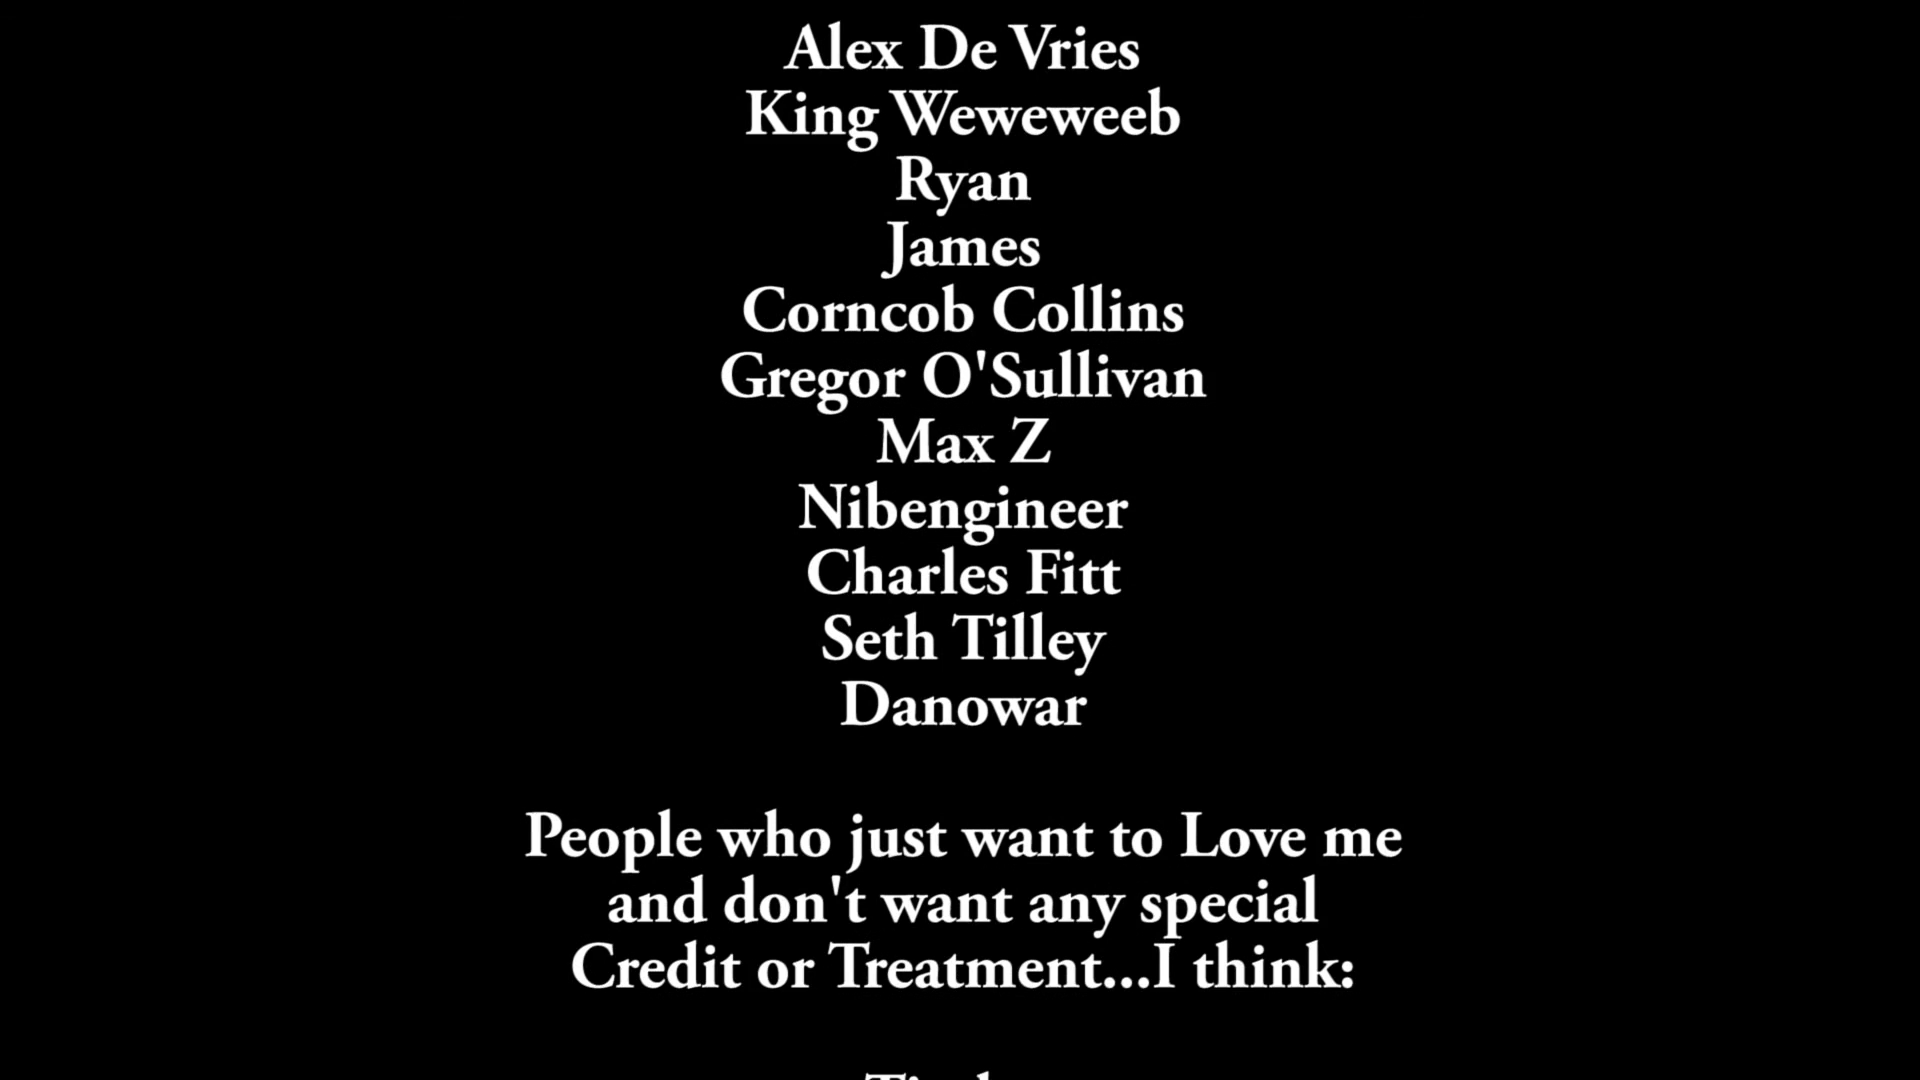 Alex De Vries
King Weweweeb
Ryan
James
Corncob Collins
Gregor O'Sullivan
Max Z
Nibengineer
Charles Fitt
Seth Tilley
Danowar
People who just want to Love me
and don't want any special
Credit or Treatment...I think: